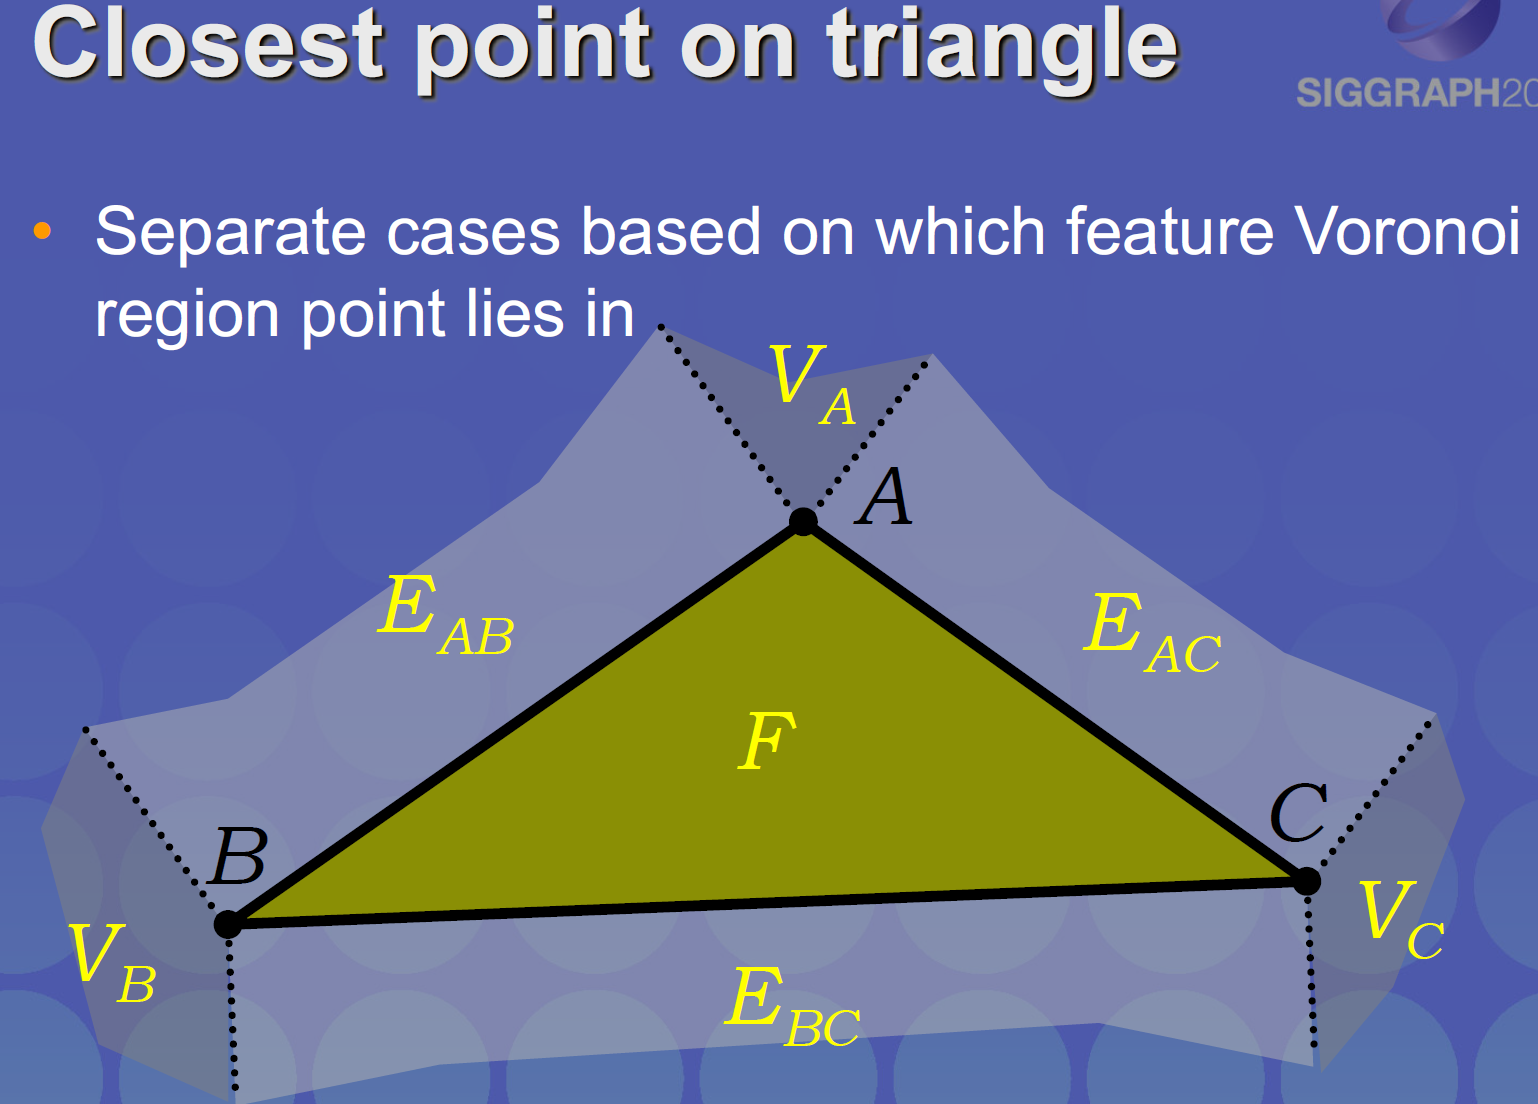 Closest point on triangle
SIGGRAPH20
• Separate cases based on which feature Voronoi
region point lies in
V_A
A
E_AB
E_AC
F
B
C
V_B
V_C
E_BC